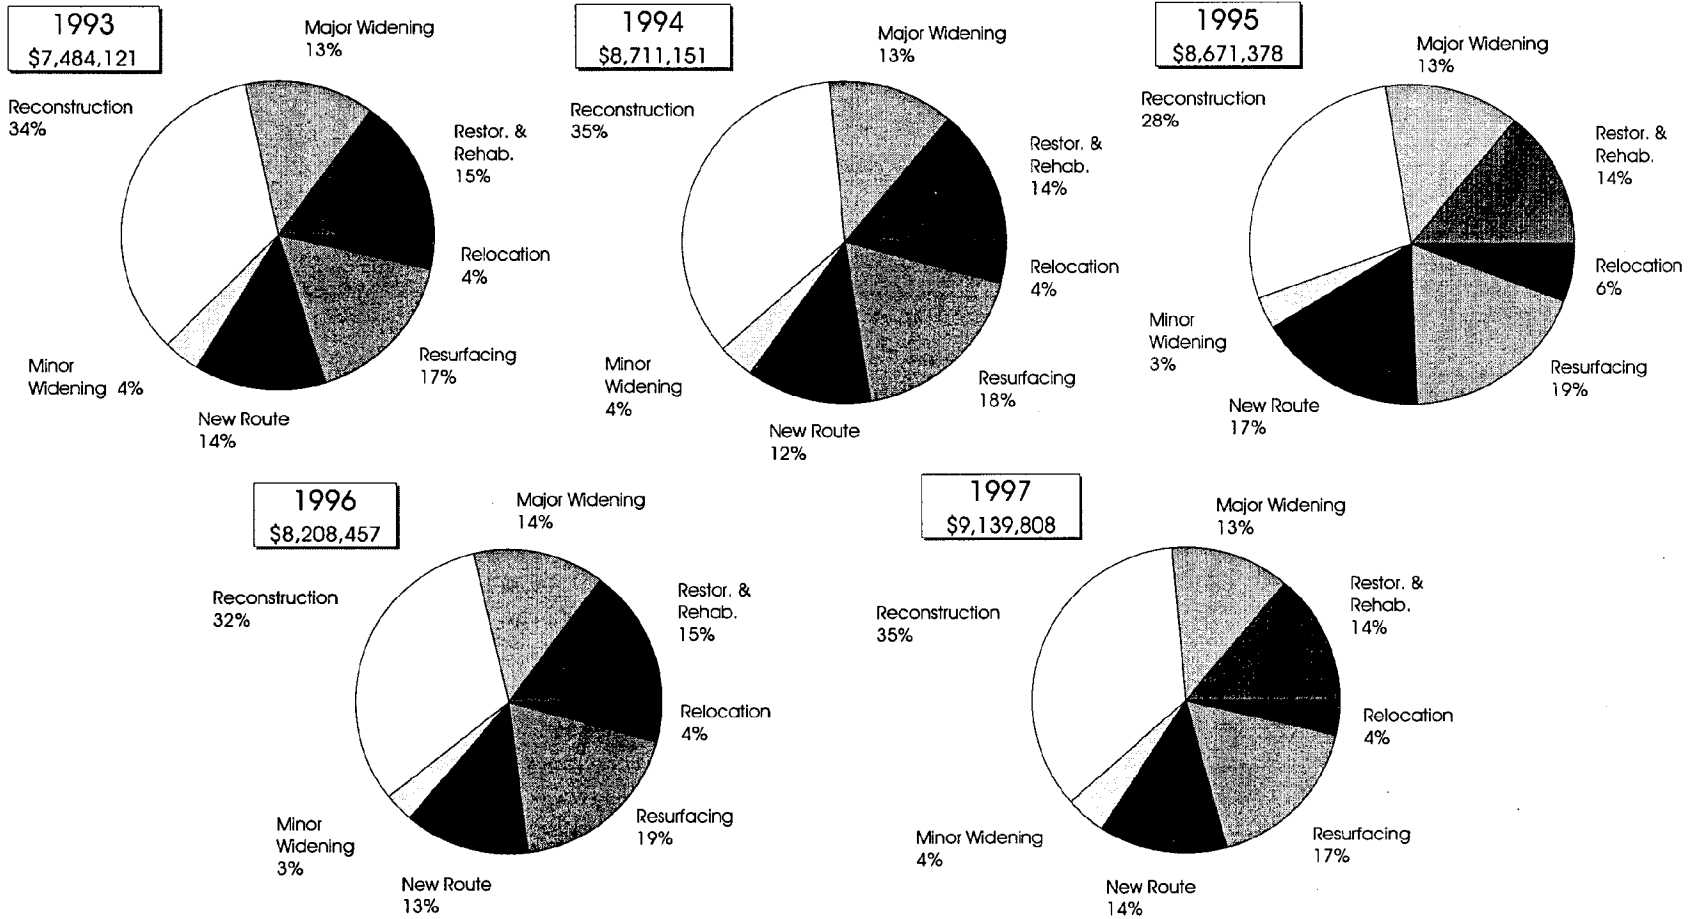 1993
$7,484,121
Major Widening
13%
Reconstruction
34%
Restor. &
Rehab.
15%
Relocation
4%
Resurfacing
17%
New Route
14%
Minor
Widening 4%
1994
$8,711,151
Major Widening
13%
Reconstruction
35%
Restor. &
Rehab.
14%
Relocation
4%
Resurfacing
18%
New Route
12%
Minor
Widening
4%
1995
$8,671,378
Major Widening
13%
Reconstruction
28%
Restor. &
Rehab.
14%
Relocation
6%
Resurfacing
19%
New Route
17%
Minor
Widening
3%
1996
$8,208,457
Major Widening
14%
Reconstruction
32%
Restor. &
Rehab.
15%
Relocation
4%
Resurfacing
19%
New Route
13%
Minor
Widening
3%
1997
$9,139,808
Major Widening
13%
Reconstruction
35%
Restor. &
Rehab.
14%
Relocation
4%
Resurfacing
17%
New Route
14%
Minor Widening
4%